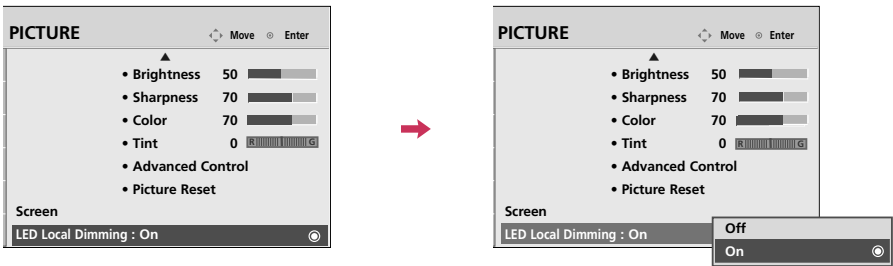 PICTURE Move Enter
• Brightness 50
• Sharpness 70
• Color 70
• Tint 0 R G
• Advanced Control
• Picture Reset
Screen
LED Local Dimming : On
PICTURE Move Enter
• Brightness 50
• Sharpness 70
• Color 70
• Tint 0 R G
• Advanced Control
• Picture Reset
Screen
LED Local Dimming : On
Off
On